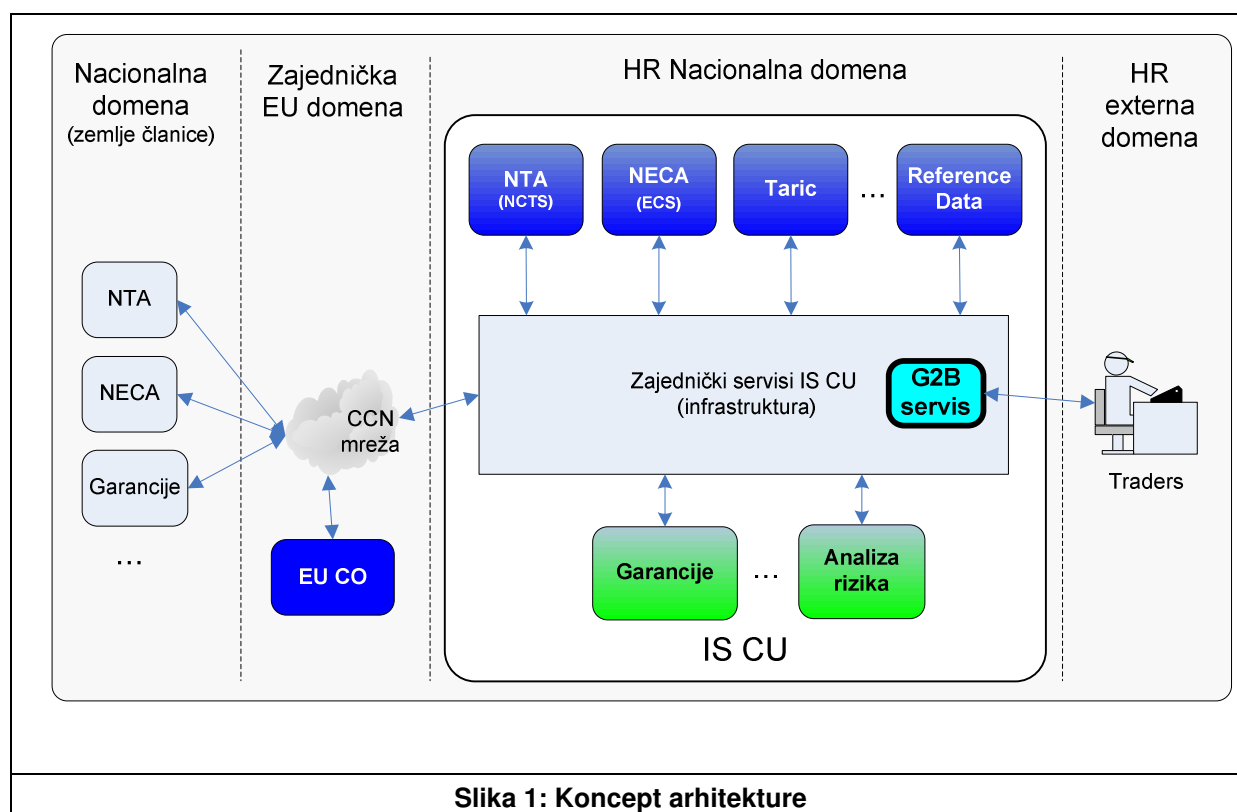 Nacionalna
domena
(zemlje članice)
Zajednička
EU domena
HR Nacionalna domena
HR
externa
domena
NTA
(NCTS)
NECA
(ECS)
Taric
...
Reference
Data
NTA
NECA
Garancije
...
CCN
mreža
EU CO
Zajednički servisi IS CU
(infrastruktura)
G2B
servis
Traders
Garancije
...
Analiza
rizika
IS CU
Slika 1: Koncept arhitekture